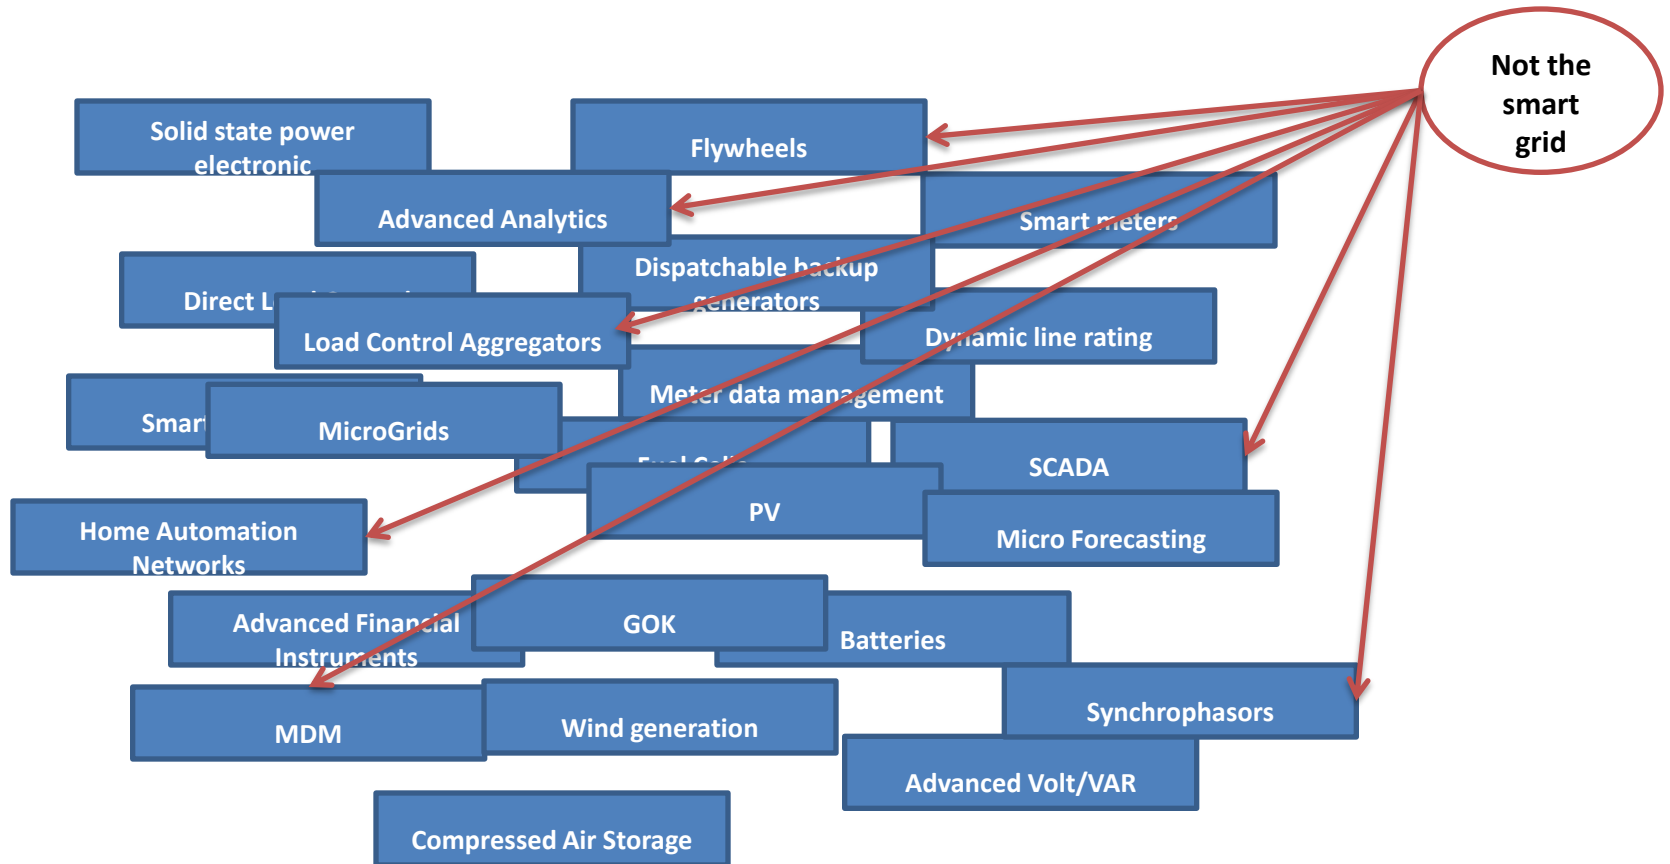 Not the
smart
grid
Solid state power
electronic
Flywheels
Advanced Analytics
Smart meters
Dispatchable backup
generators
Direct
Load Control Aggregators
Dynamic line rating
Meter data management
Smart
MicroGrids
SCADA
PV
Home Automation
Networks
Micro Forecasting
Advanced Financial
Instruments
GOK
Batteries
MDM
Wind generation
Synchrophasors
Advanced Volt/VAR
Compressed Air Storage